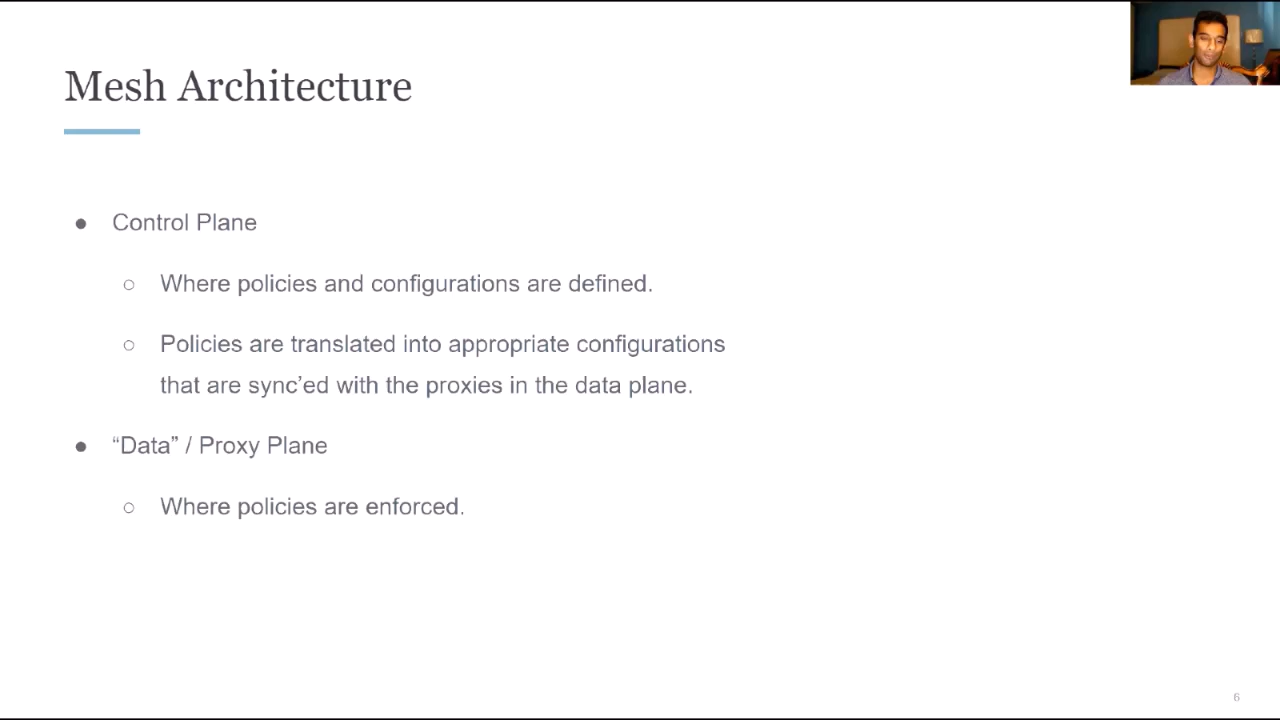 Mesh Architecture
● Control Plane
○ Where policies and configurations are defined.
○ Policies are translated into appropriate configurations
that are sync’ed with the proxies in the data plane.
● “Data” / Proxy Plane
○ Where policies are enforced.
6